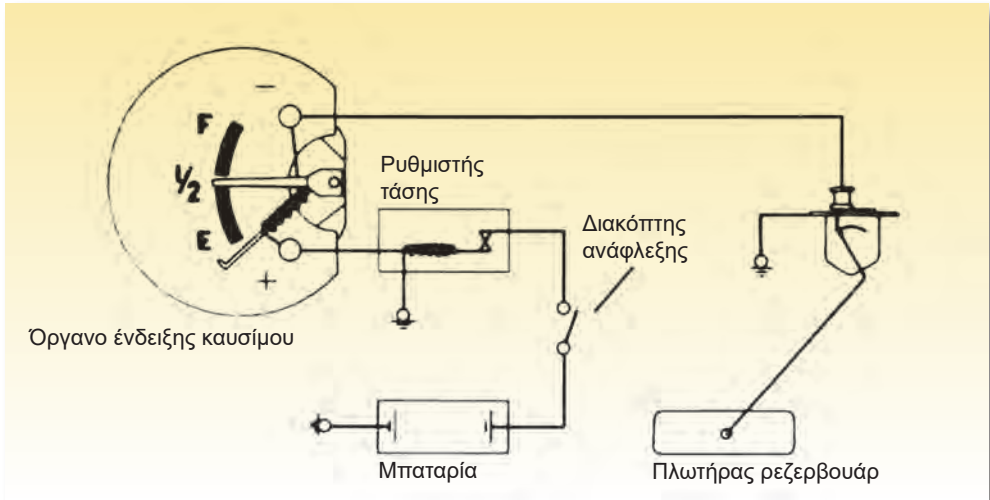 −
F
1/2
E
+
Ρυθμιστής
τάσης
Διακόπτης
ανάφλεξης
Όργανο ένδειξης καυσίμου
Μπαταρία
Πλωτήρας ρεζερβουάρ